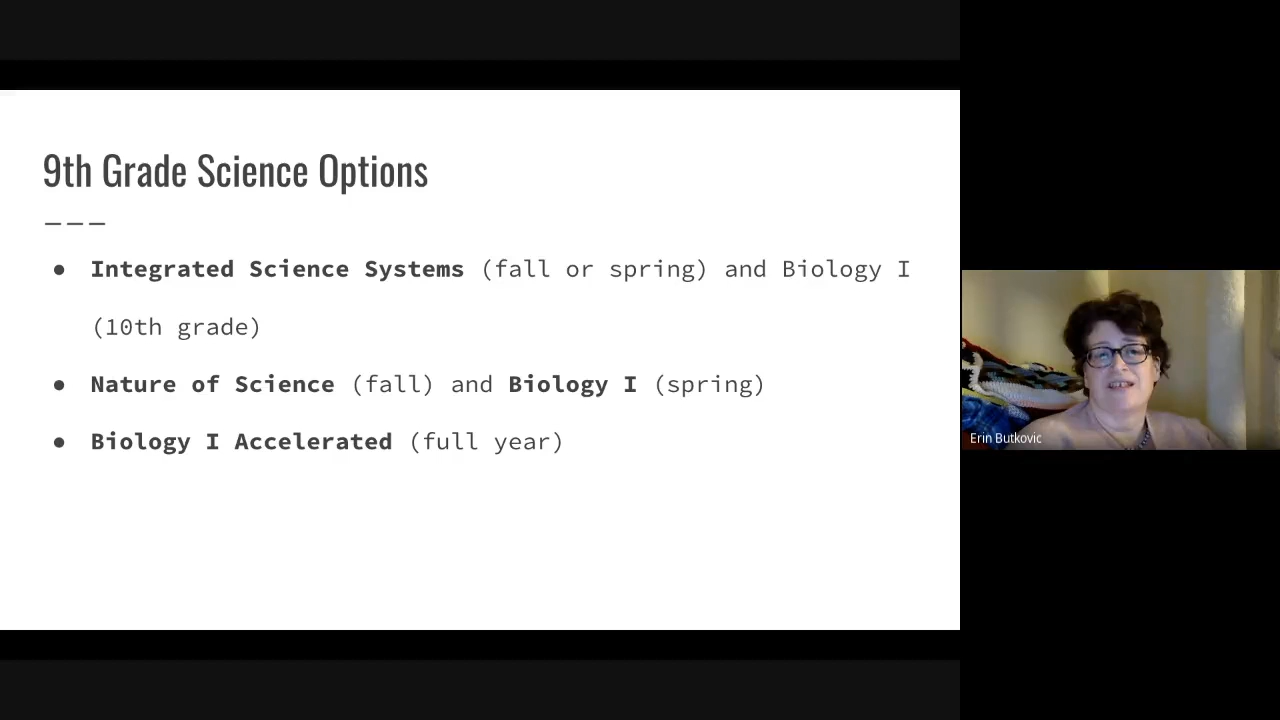 9th Grade Science Options
● Integrated Science Systems (fall or spring) and Biology I
(10th grade)
● Nature of Science (fall) and Biology I (spring)
● Biology I Accelerated (full year)
Erin Butkovic